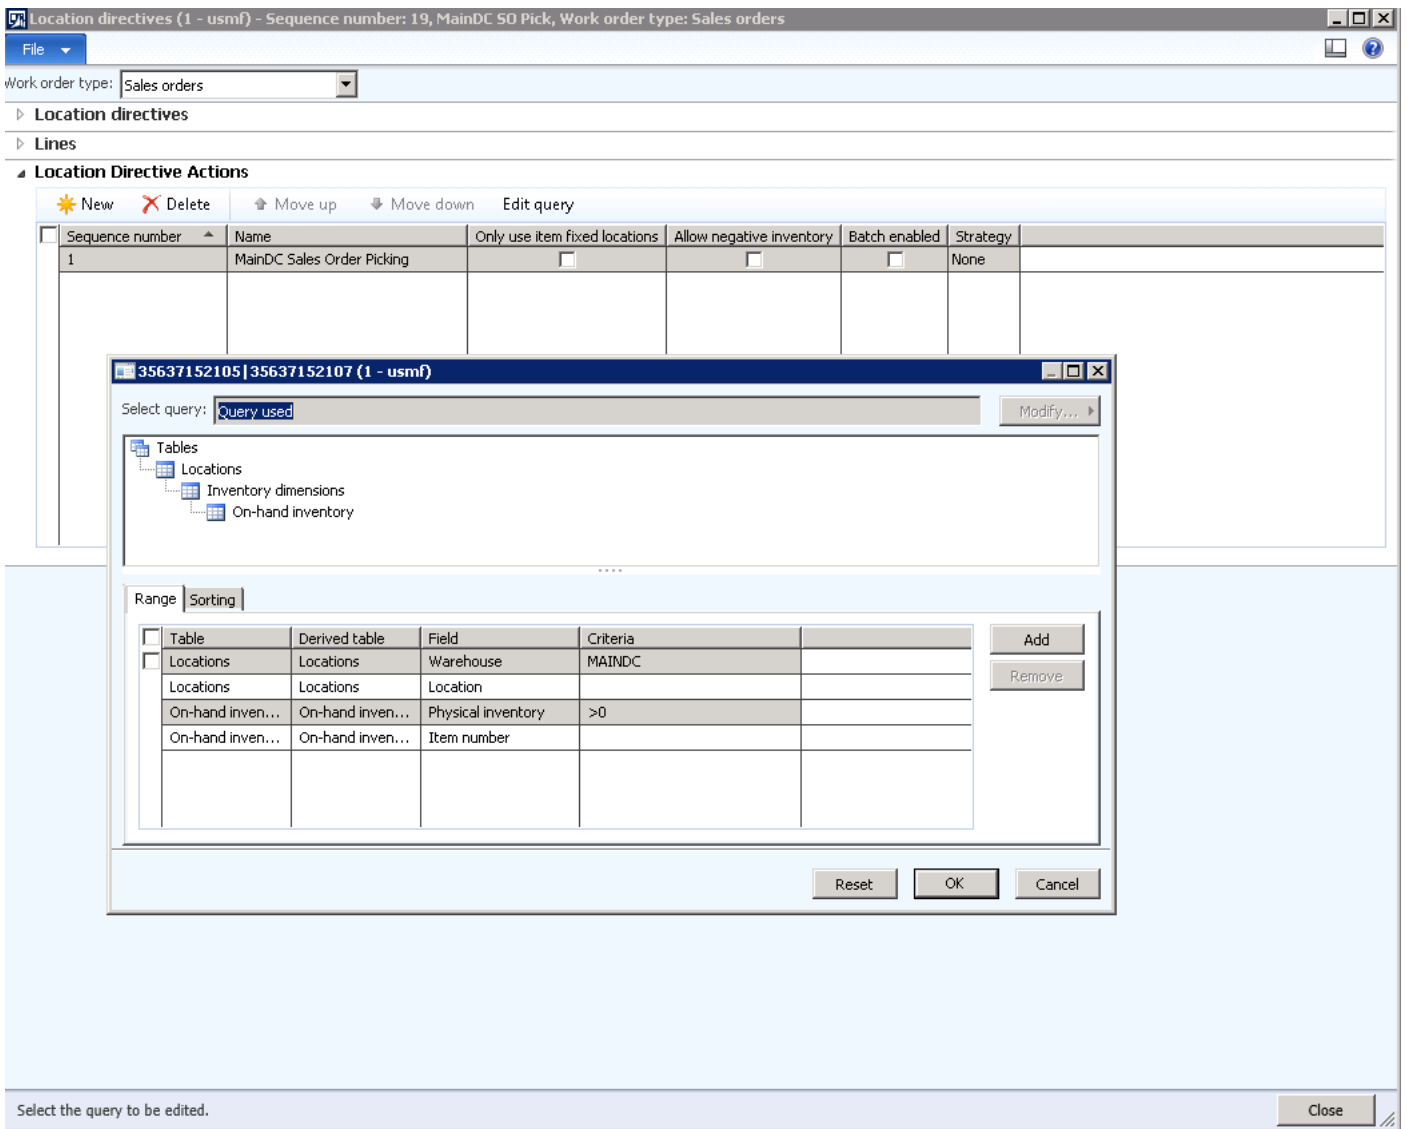 Location directives (1 - usmf) - Sequence number: 19, MainDC SO Pick, Work order type: Sales orders
File
Work order type: Sales orders
Location directives
Lines
Location Directive Actions
New Delete Move up Move down Edit query
Sequence number Name Only use item fixed locations Allow negative inventory Batch enabled Strategy
1 MainDC Sales Order Picking None
35637152105|35637152107 (1 - usmf)
Select query: Query used Modify...
Tables
Locations
Inventory dimensions
On-hand inventory
Range Sorting
Table Derived table Field Criteria Add
Locations Locations Warehouse MAINDC
Remove
Locations Locations Location
On-hand inven... On-hand inven... Physical inventory >0
On-hand inven... On-hand inven... Item number
Reset OK Cancel
Select the query to be edited. Close